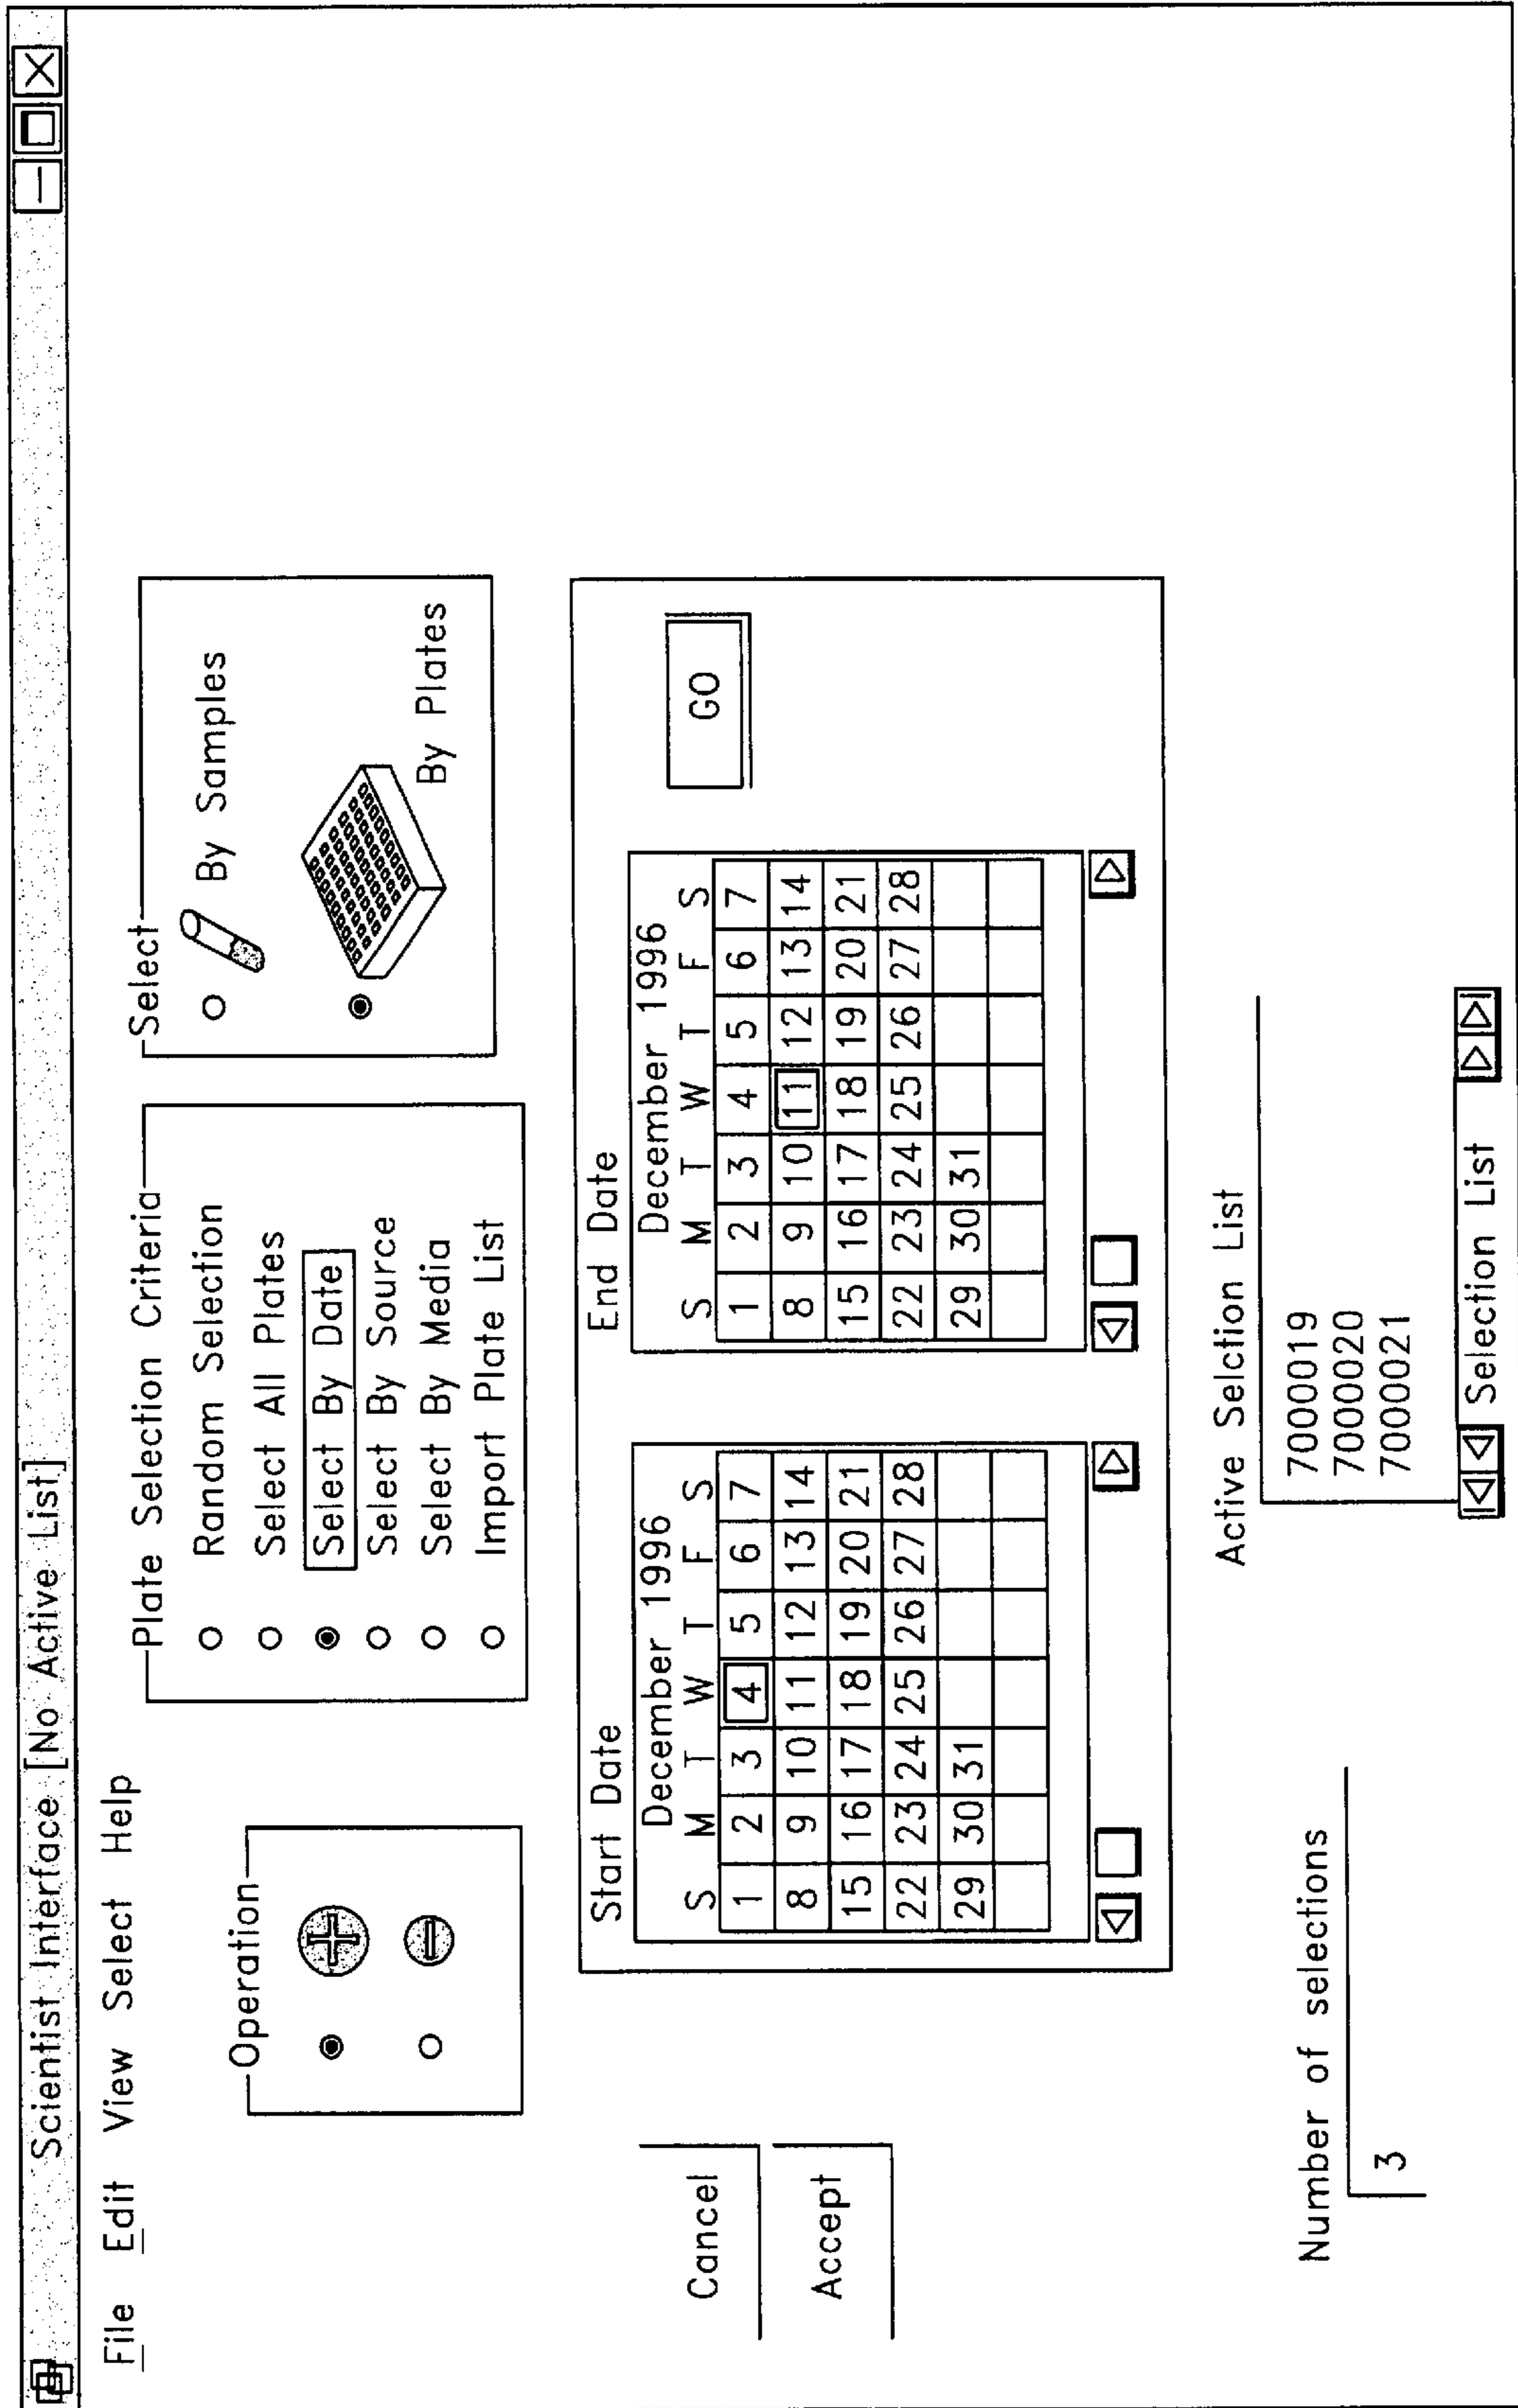 Scientist Interface [No Active List]
File Edit View Select Help
Operation
Plate Selection Criteria
Random Selection
Select All Plates
Select By Date
Select By Source
Select By Media
Import Plate List
Select
By Samples
By Plates
Cancel
Accept
Start Date
December 1996
S M T W T F S
1 2 3 4 5 6 7
8 9 10 11 12 13 14
15 16 17 18 19 20 21
22 23 24 25 26 27 28
29 30 31
End Date
December 1996
S M T W T F S
1 2 3 4 5 6 7
8 9 10 11 12 13 14
15 16 17 18 19 20 21
22 23 24 25 26 27 28
29 30 31
GO
Number of selections
3
Active Selction List
7000019
7000020
7000021
Selection List